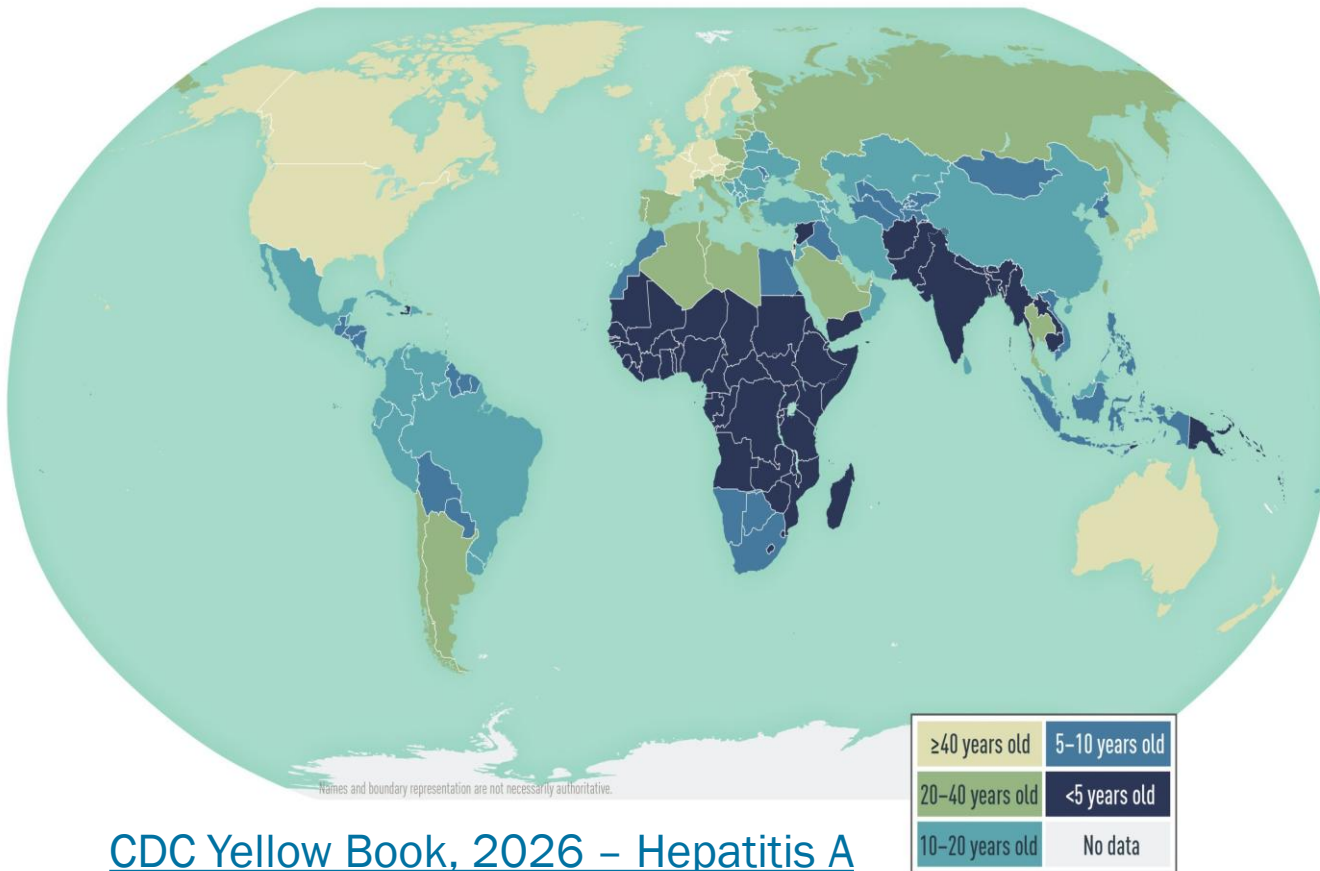 ≥40 years old
5–10 years old
20–40 years old
<5 years old
10–20 years old
No data
Names and boundary representation are not necessarily authoritative.
CDC Yellow Book, 2026 – Hepatitis A